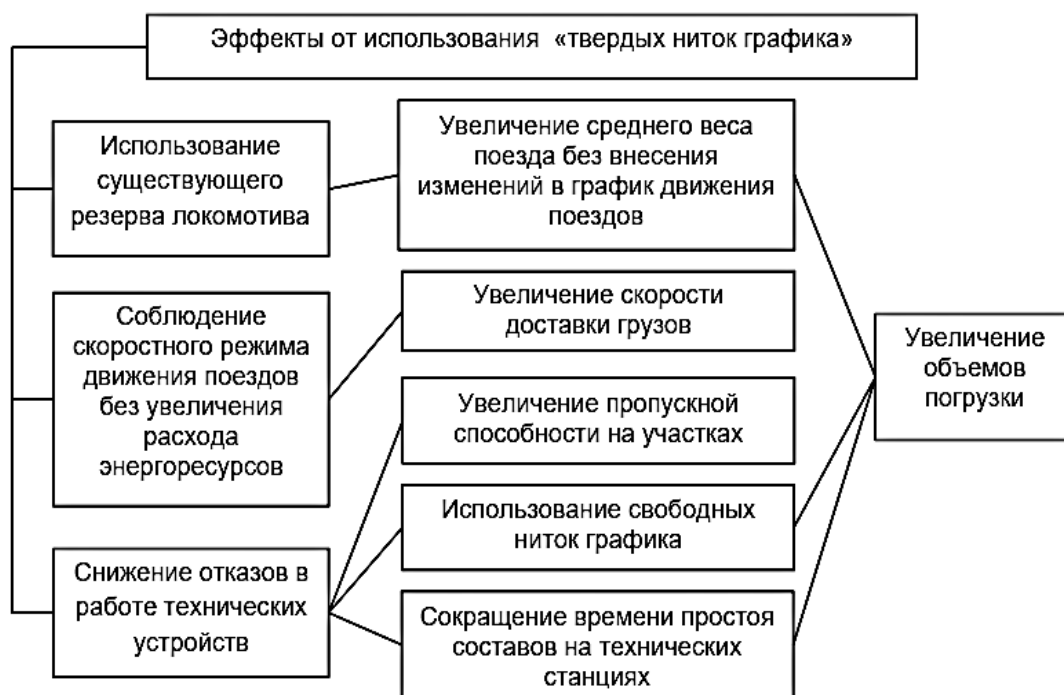 Эффекты от использования «твердых ниток графика»
Использование
существующего
резерва локомотива
Увеличение среднего веса
поезда без внесения
изменений в график движения
поездов
Соблюдение
скоростного режима
движения поездов
без увеличения
расхода
энергоресурсов
Увеличение скорости
доставки грузов
Увеличение пропускной
способности на участках
Использование свободных
ниток графика
Снижение отказов в
работе технических
устройств
Сокращение времени простоя
составов на технических
станциях
Увеличение
объемов
погрузки